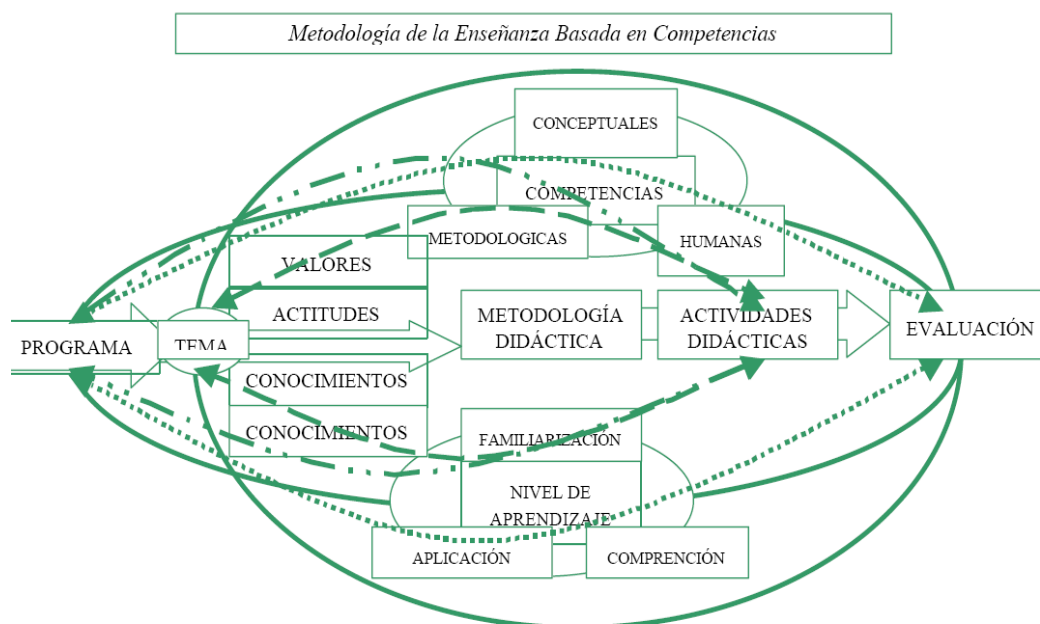 Metodología de la Enseñanza Basada en Competencias
CONCEPTUALES
COMPETENCIAS
METODOLOGICAS
HUMANAS
VALORES
ACTITUDES
METODOLOGÍA
DIDÁCTICA
ACTIVIDADES
DIDÁCTICAS
EVALUACIÓN
PROGRAMA
TEMA
CONOCIMIENTOS
CONOCIMIENTOS
FAMILIARIZACIÓN
NIVEL DE
APRENDIZAJE
APLICACIÓN
COMPRENCIÓN